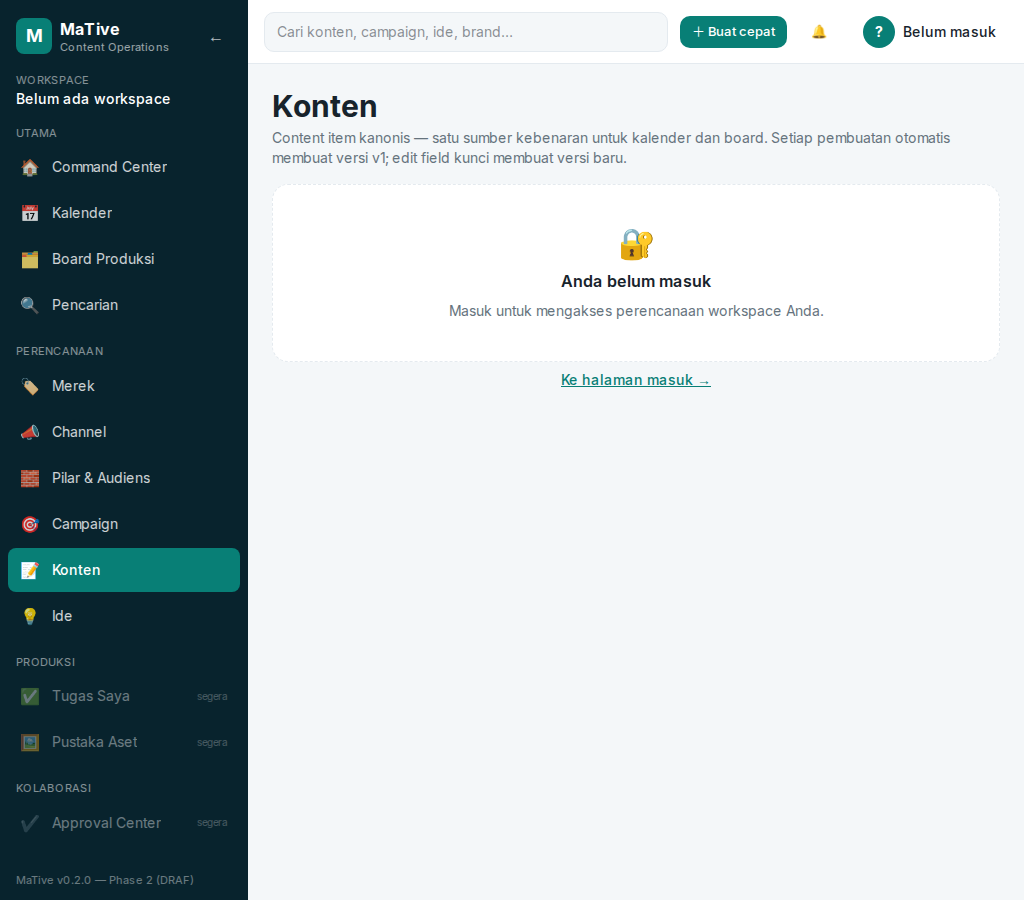 M
MaTive
Content Operations
←
WORKSPACE
Belum ada workspace
UTAMA
Command Center
Kalender
Board Produksi
Pencarian
PERENCANAAN
Merek
Channel
Pilar & Audiens
Campaign
Konten
Ide
PRODUKSI
Tugas Saya segera
Pustaka Aset segera
KOLABORASI
Approval Center segera
MaTive v0.2.0 — Phase 2 (DRAF)
Cari konten, campaign, ide, brand...
＋ Buat cepat
?
Belum masuk
Konten
Content item kanonis — satu sumber kebenaran untuk kalender dan board. Setiap pembuatan otomatis
membuat versi v1; edit field kunci membuat versi baru.
Anda belum masuk
Masuk untuk mengakses perencanaan workspace Anda.
Ke halaman masuk →